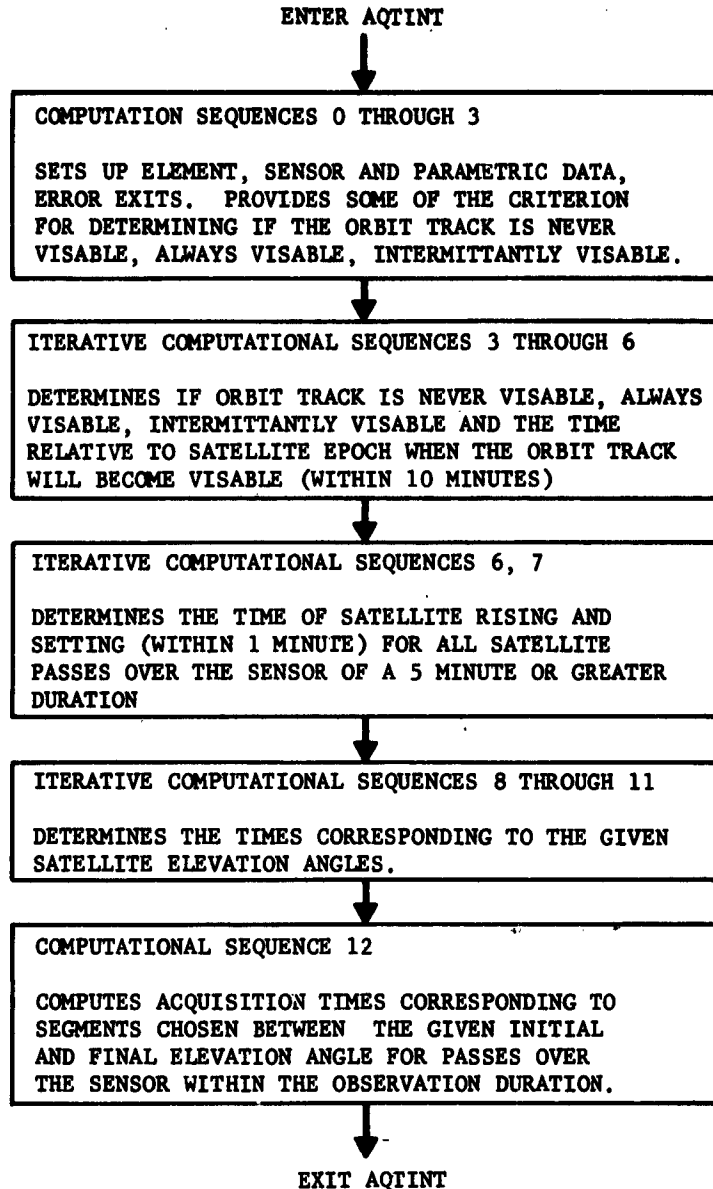 ENTER AQTINT
COMPUTATION SEQUENCES 0 THROUGH 3
SETS UP ELEMENT, SENSOR AND PARAMETRIC DATA,
ERROR EXITS. PROVIDES SOME OF THE CRITERION
FOR DETERMINING IF THE ORBIT TRACK IS NEVER
VISABLE, ALWAYS VISABLE, INTERMITTANTLY VISABLE.
ITERATIVE COMPUTATIONAL SEQUENCES 3 THROUGH 6
DETERMINES IF ORBIT TRACK IS NEVER VISABLE, ALWAYS
VISABLE, INTERMITTANTLY VISABLE AND THE TIME
RELATIVE TO SATELLITE EPOCH WHEN THE ORBIT TRACK
WILL BECOME VISABLE (WITHIN 10 MINUTES)
ITERATIVE COMPUTATIONAL SEQUENCES 6, 7
DETERMINES THE TIME OF SATELLITE RISING AND
SETTING (WITHIN 1 MINUTE) FOR ALL SATELLITE
PASSES OVER THE SENSOR OF A 5 MINUTE OR GREATER
DURATION
ITERATIVE COMPUTATIONAL SEQUENCES 8 THROUGH 11
DETERMINES THE TIMES CORRESPONDING TO THE GIVEN
SATELLITE ELEVATION ANGLES.
COMPUTATIONAL SEQUENCE 12
COMPUTES ACQUISITION TIMES CORRESPONDING TO
SEGMENTS CHOSEN BETWEEN THE GIVEN INITIAL
AND FINAL ELEVATION ANGLE FOR PASSES OVER
THE SENSOR WITHIN THE OBSERVATION DURATION.
EXIT AQTINT